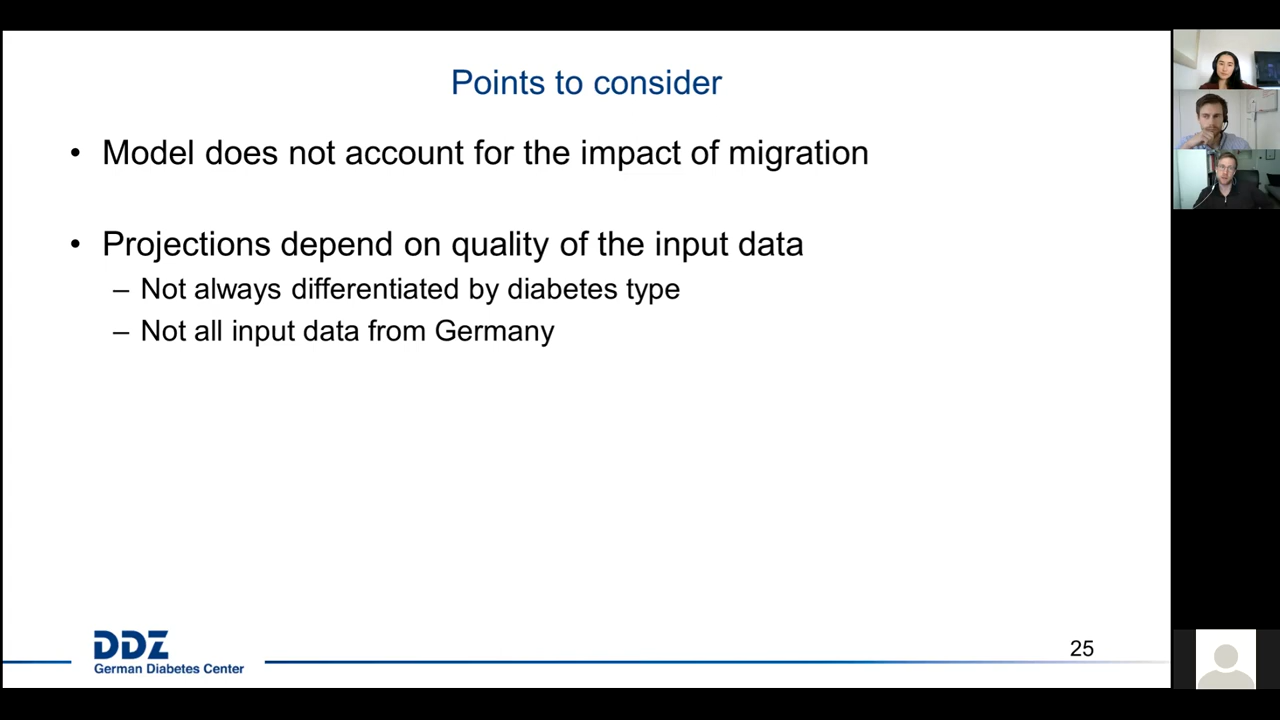 Points to consider
• Model does not account for the impact of migration
• Projections depend on quality of the input data
– Not always differentiated by diabetes type
– Not all input data from Germany
DDZ
German Diabetes Center
25